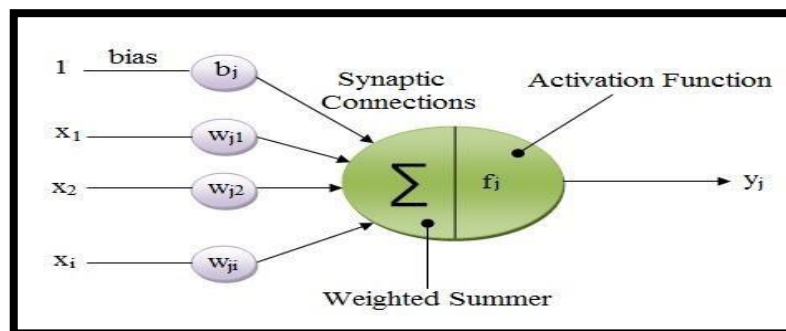 1 bias bj
Synaptic
Connections
Activation Function
x1 wj1
x2 wj2
Σ fj yj
xi wji
Weighted Summer